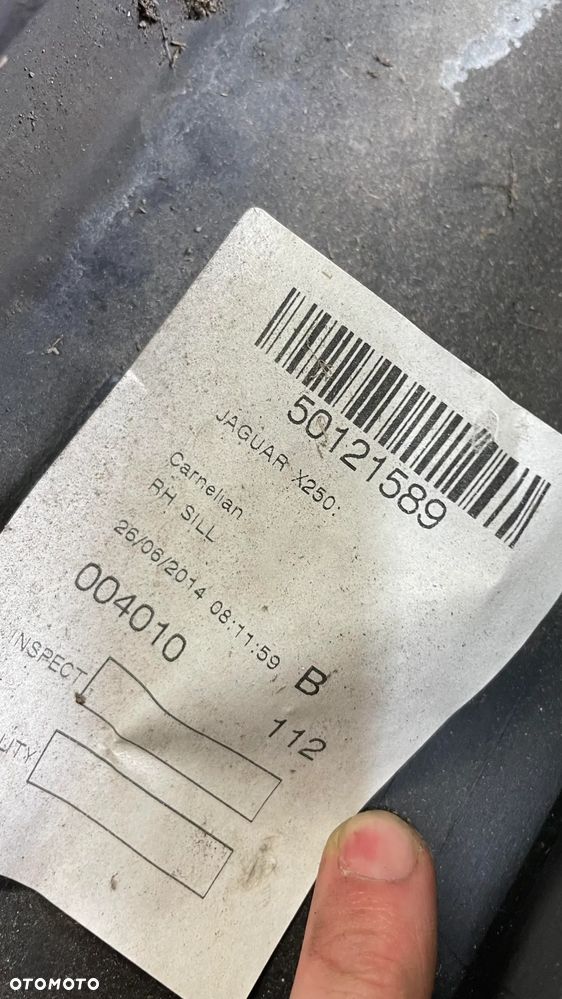 50121589
JAGUAR X250:
Carnelian
RH SILL
26/06/2014 08:11:59
004010
B
112
INSPECT
OTOMOTO